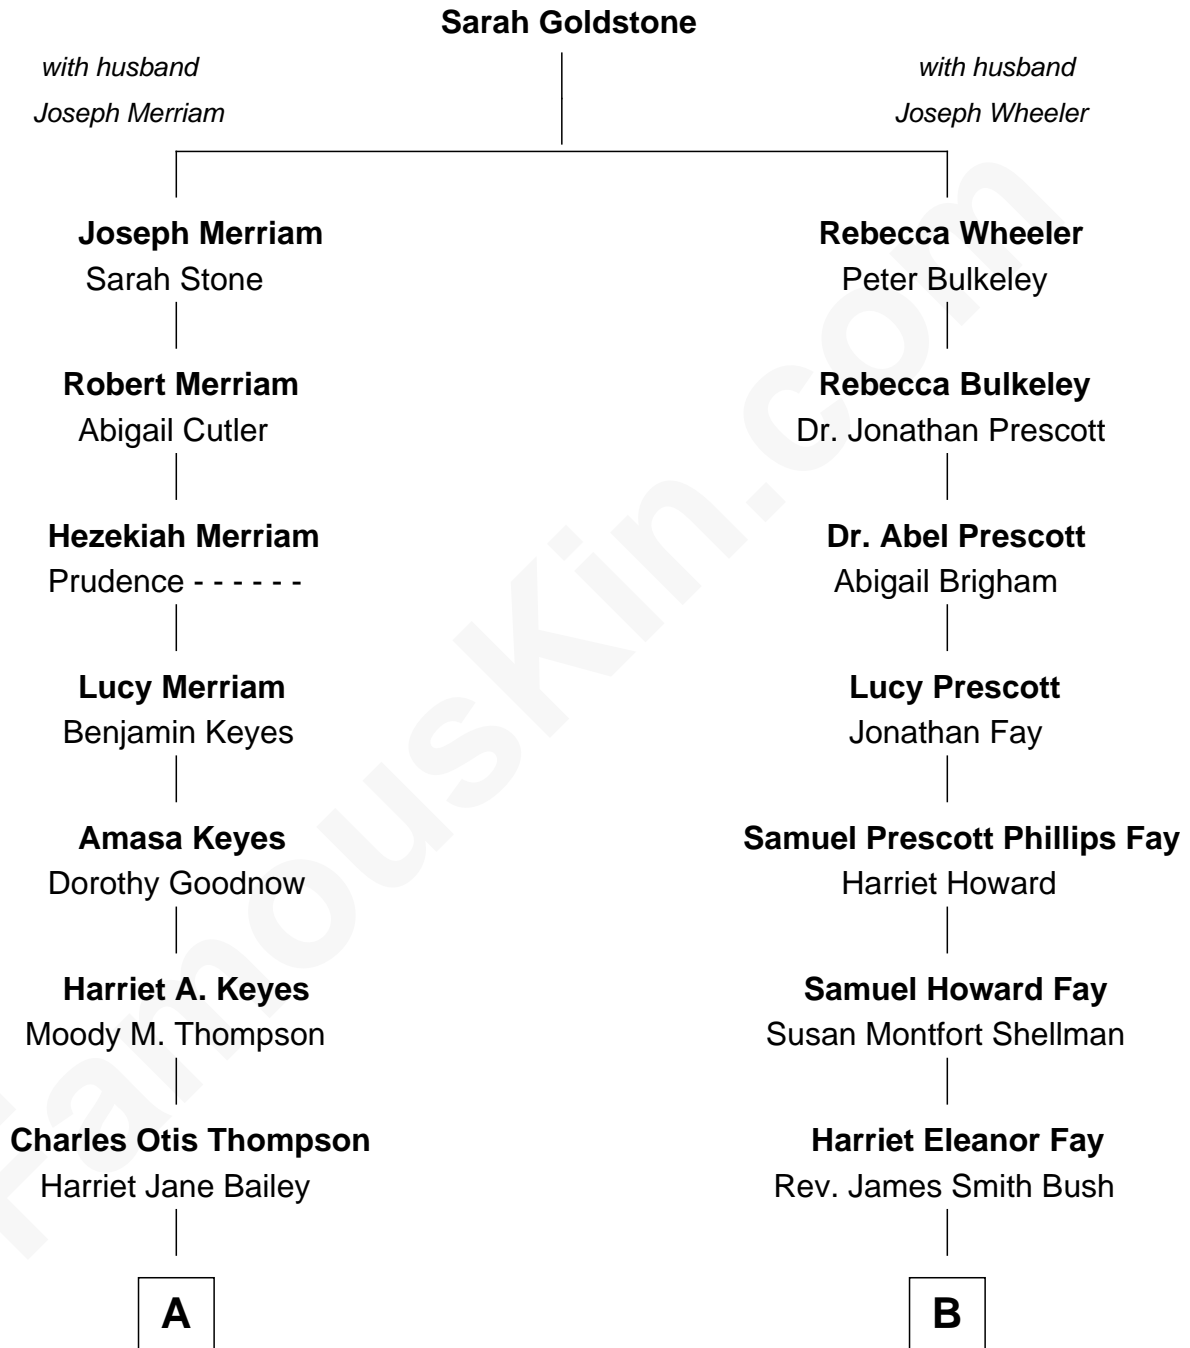 Sarah Goldstone
with husband
Joseph Merriam
with husband
Joseph Wheeler
Joseph Merriam
Sarah Stone
Rebecca Wheeler
Peter Bulkeley
Robert Merriam
Abigail Cutler
Rebecca Bulkeley
Dr. Jonathan Prescott
Hezekiah Merriam
Prudence - - - - - -
Dr. Abel Prescott
Abigail Brigham
Lucy Merriam
Benjamin Keyes
Lucy Prescott
Jonathan Fay
Amasa Keyes
Dorothy Goodnow
Samuel Prescott Phillips Fay
Harriet Howard
Harriet A. Keyes
Moody M. Thompson
Samuel Howard Fay
Susan Montfort Shellman
Charles Otis Thompson
Harriet Jane Bailey
Harriet Eleanor Fay
Rev. James Smith Bush
A
B
FamousKin.com